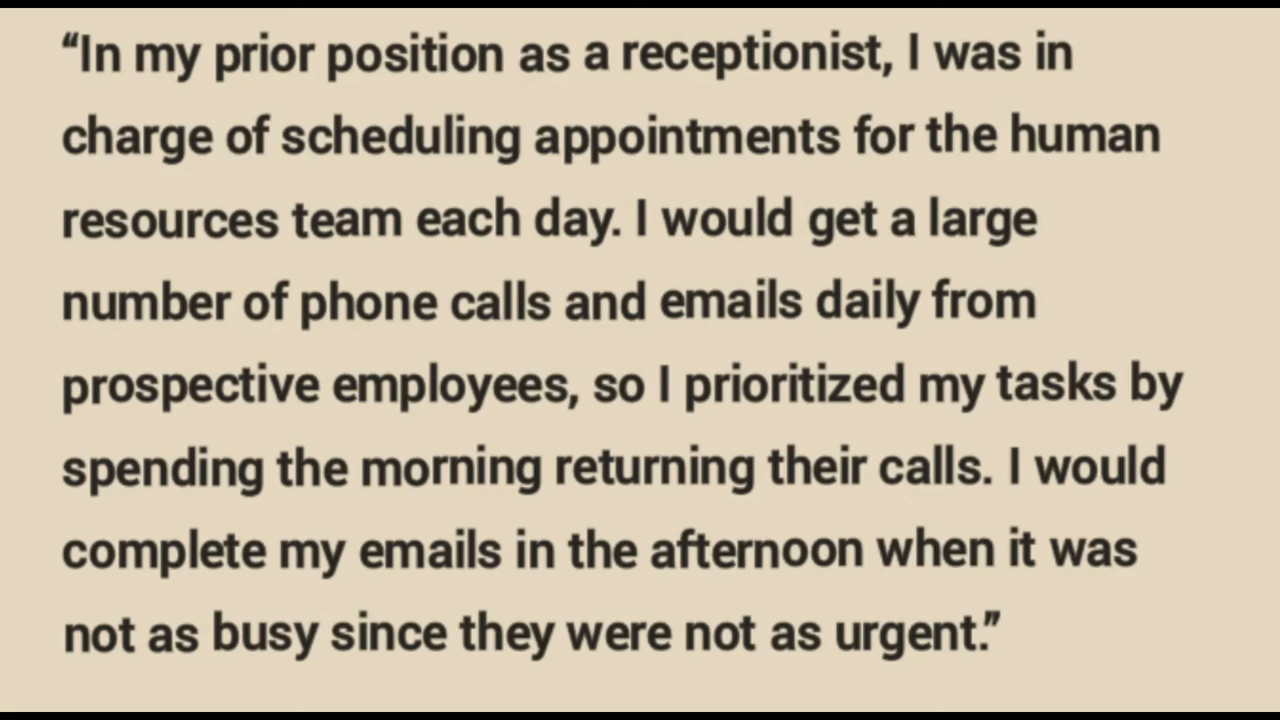 “In my prior position as a receptionist, I was in
charge of scheduling appointments for the human
resources team each day. I would get a large
number of phone calls and emails daily from
prospective employees, so I prioritized my tasks by
spending the morning returning their calls. I would
complete my emails in the afternoon when it was
not as busy since they were not as urgent.”